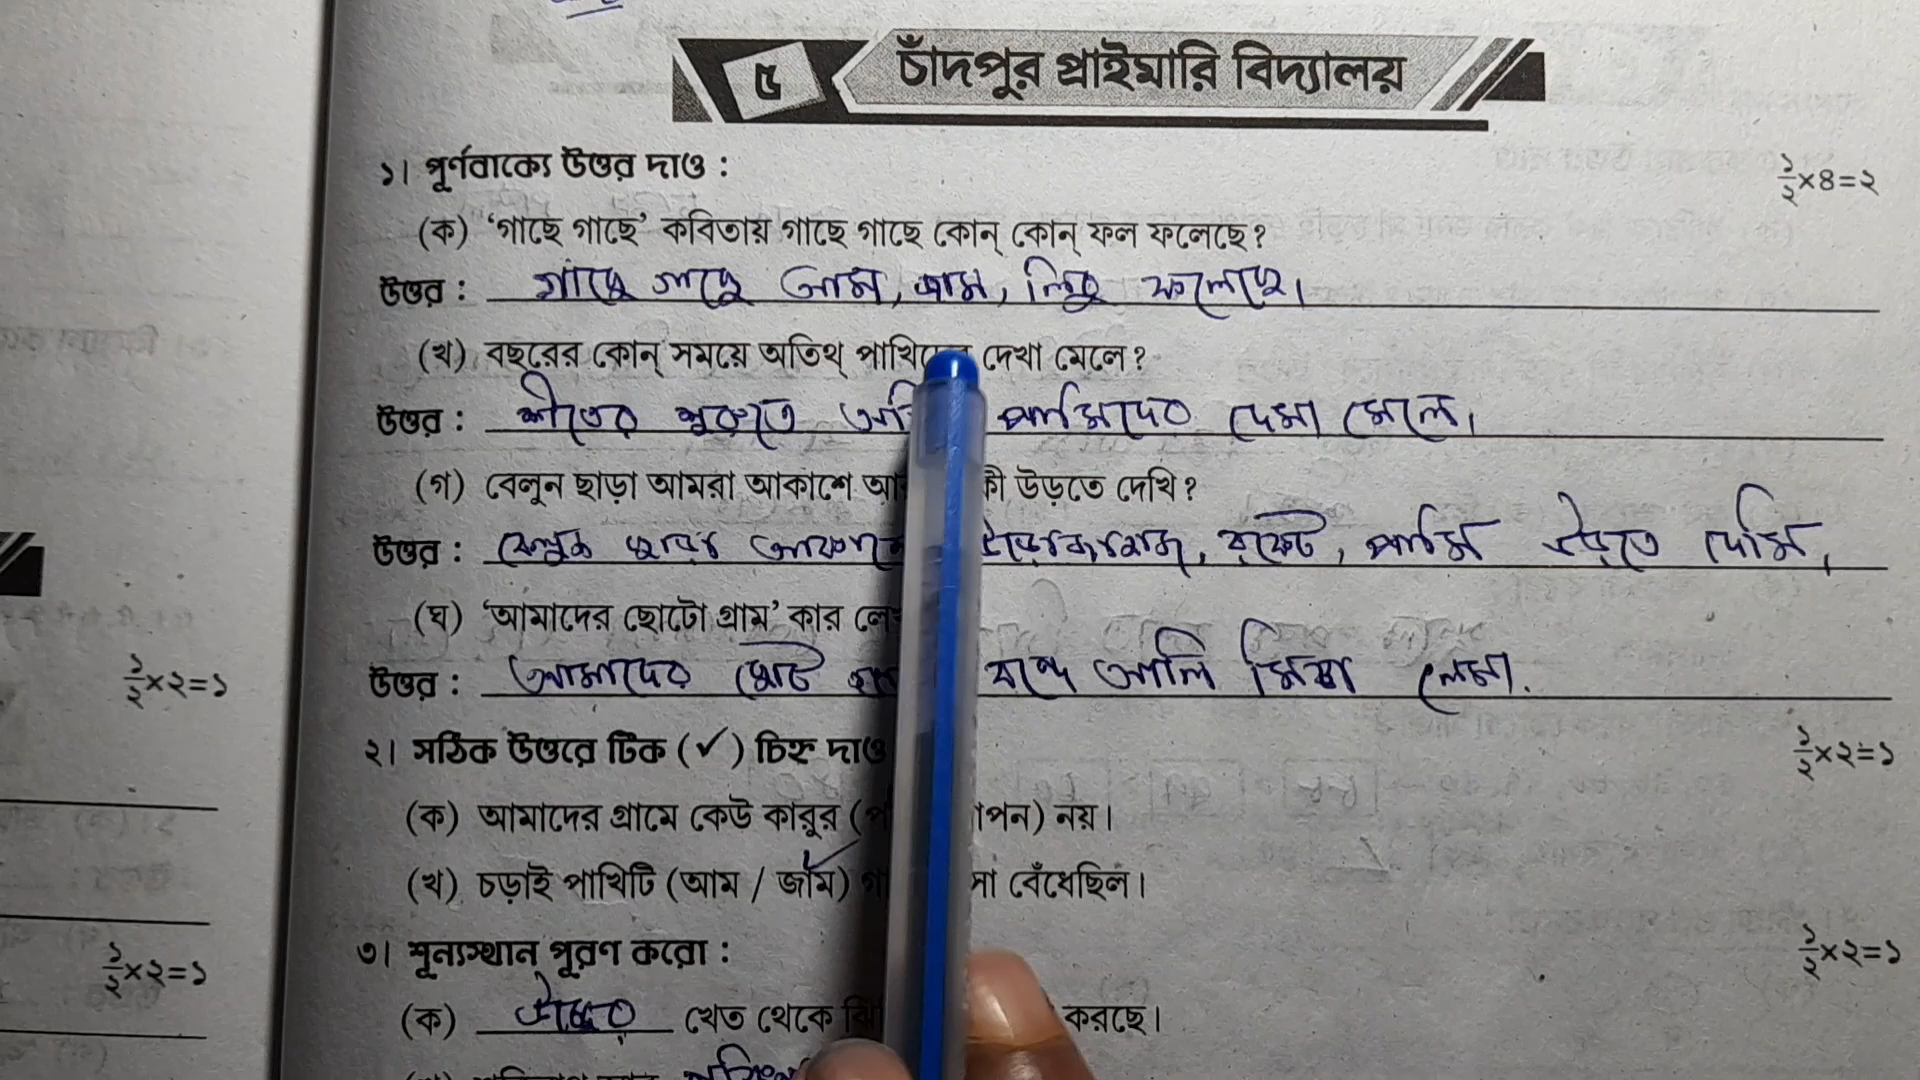 ৫ চাঁদপুর প্রাইমারি বিদ্যালয়
১। পূর্ণবাক্যে উত্তর দাও : ১/২×৪=২
(ক) ‘গাছে গাছে’ কবিতায় গাছে গাছে কোন্ কোন্ ফল ফলেছে?
উত্তর : গাছে গাছে আম, জাম, লিচু ফলেছে।
(খ) বছরের কোন্ সময়ে অতিথ্ দেখা মেলে?
উত্তর : শীতের শুরুতে পাখিদের দেখা মেলে।
(গ) বেলুন ছাড়া আমরা আকাশে কী উড়তে দেখি?
উত্তর : বেলুন ছাড়া রকেট, পাখি উড়তে দেখি,
(ঘ) ‘আমাদের ছোটো গ্রাম’ কার
উত্তর : আমাদের ছোট বন্দে আলি মিয়া লেখা.
২। সঠিক উত্তরে টিক (✓) চিহ্ন দাও
১/২×২=১ ১/২×২=১
(ক) আমাদের গ্রামে কেউ কারুর নয়।
(খ) চড়াই পাখিটি (আম / জাম) বেঁধেছিল।
৩। শূন্যস্থান পূরণ করো :
১/২×২=১ ১/২×২=১
(ক) খেত থেকে করছে।